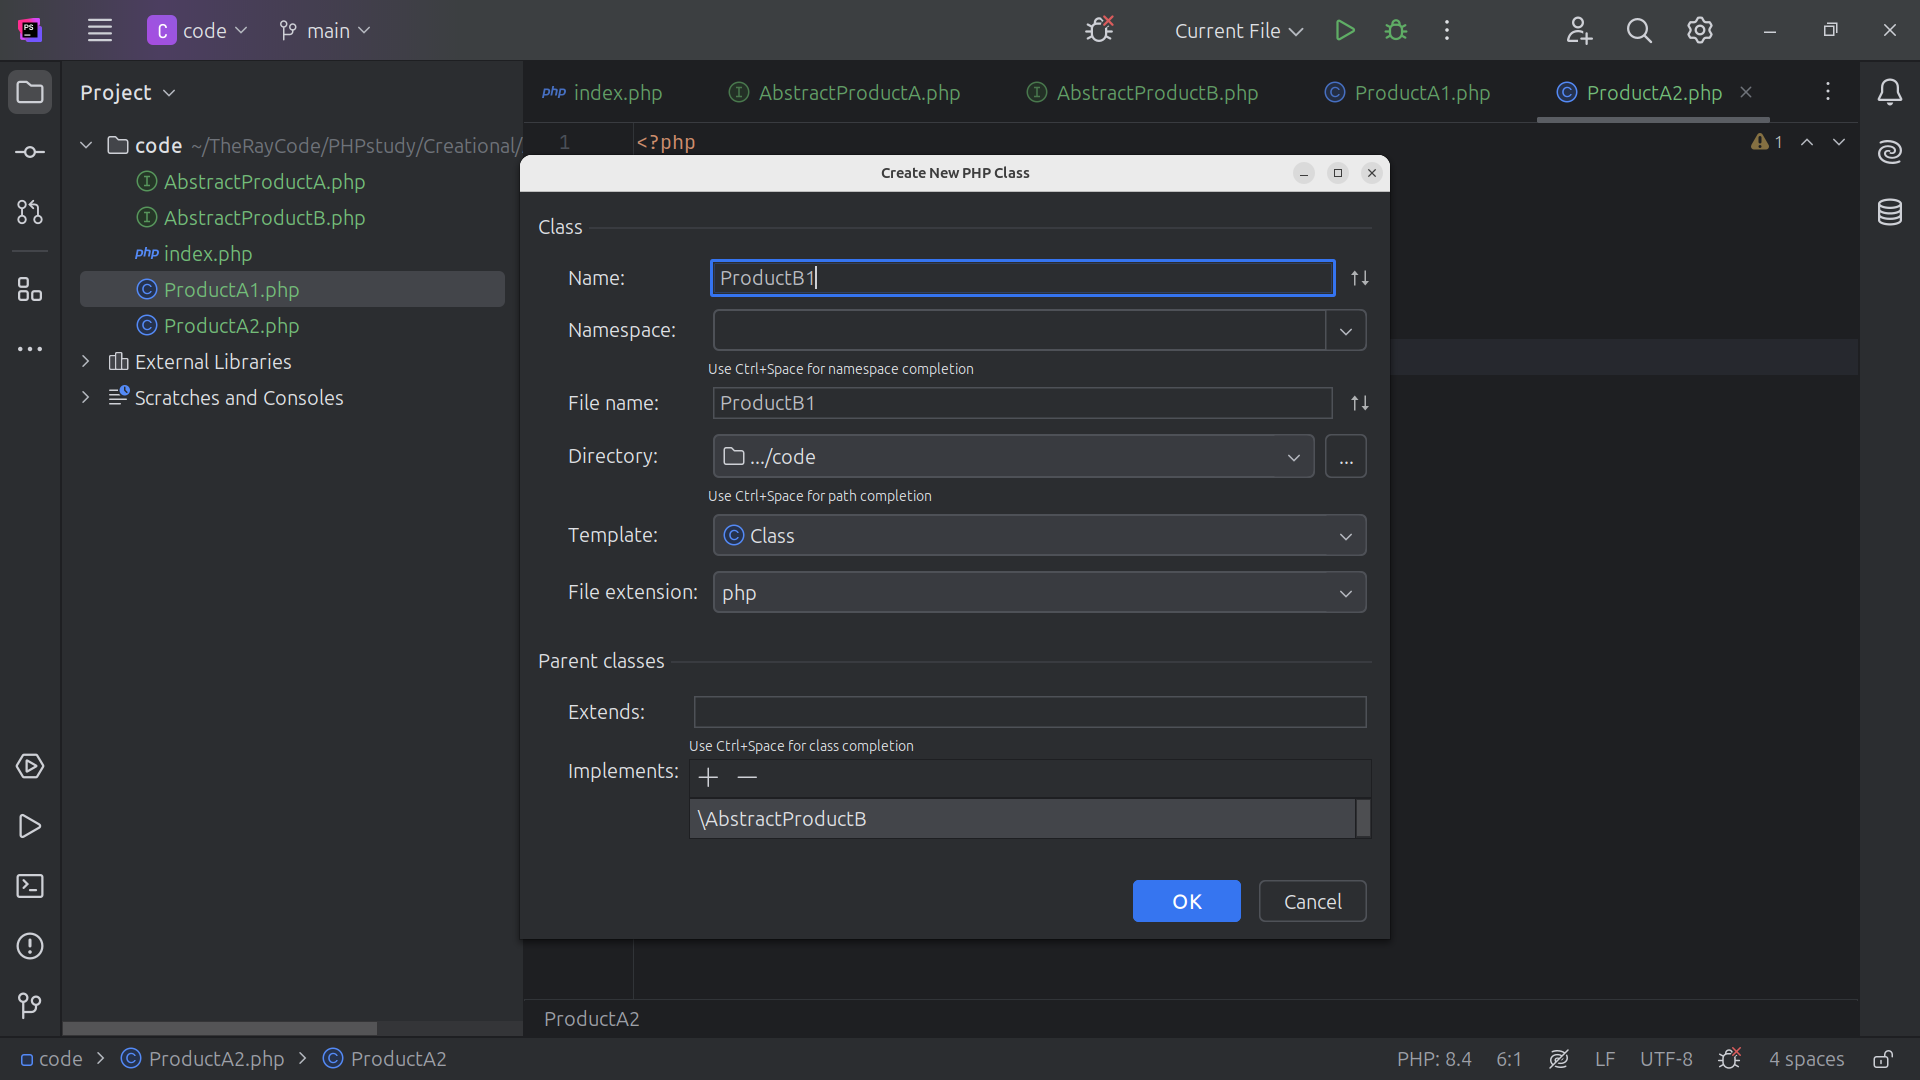 PS
C code
main
Current File
Project
php index.php
AbstractProductA.php
AbstractProductB.php
ProductA1.php
ProductA2.php
code ~/TheRayCode/PHPstudy/Creational/
AbstractProductA.php
AbstractProductB.php
php index.php
ProductA1.php
ProductA2.php
External Libraries
Scratches and Consoles
1 <?php
1
Create New PHP Class
Class
Name: ProductB1
Namespace:
Use Ctrl+Space for namespace completion
File name: ProductB1
Directory: .../code
...
Use Ctrl+Space for path completion
Template: Class
File extension: php
Parent classes
Extends:
Use Ctrl+Space for class completion
Implements:
\AbstractProductB
OK
Cancel
ProductA2
code > ProductA2.php > ProductA2
PHP: 8.4
6:1
LF
UTF-8
4 spaces